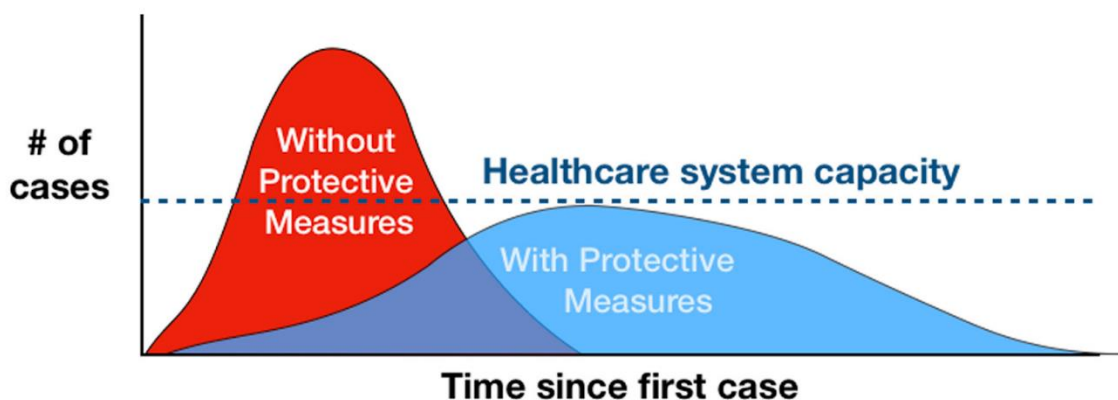 # of
cases
Without
Protective
Measures
Healthcare system capacity
With Protective
Measures
Time since first case